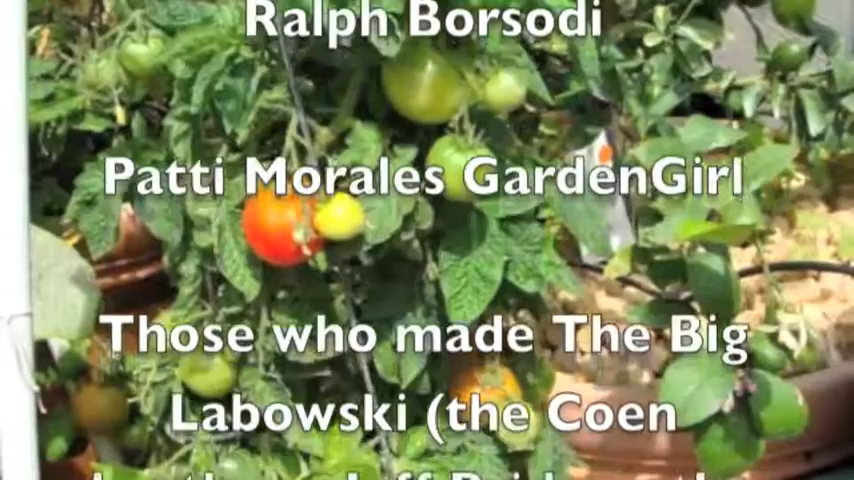 Ralph Borsodi
Patti Morales GardenGirl
Those who made The Big
Labowski (the Coen